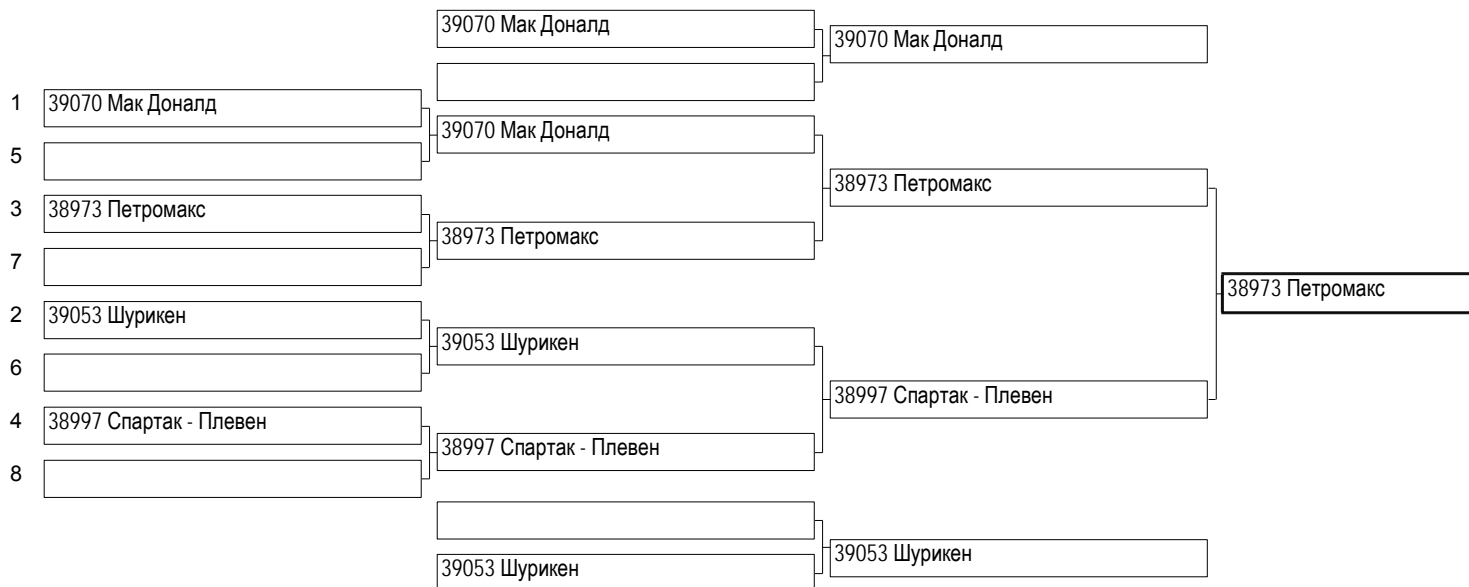 39070 Мак Доналд
39070 Мак Доналд
1 39070 Мак Доналд
39070 Мак Доналд
5
38973 Петромакс
3 38973 Петромакс
38973 Петромакс
7
38973 Петромакс
2 39053 Шурикен
39053 Шурикен
6
38997 Спартак - Плевен
4 38997 Спартак - Плевен
38997 Спартак - Плевен
8
39053 Шурикен
39053 Шурикен